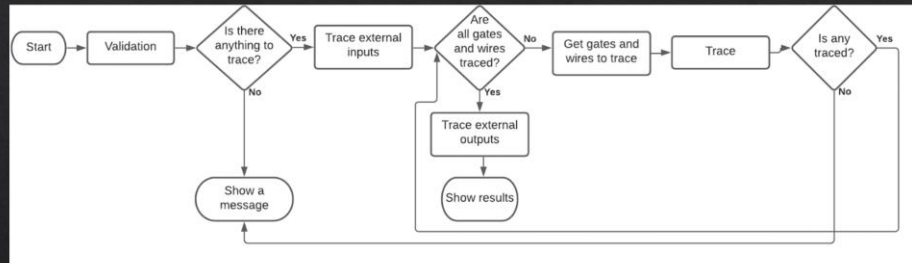 Start
Validation
Is there
anything to
trace?
Yes
No
Trace external
inputs
Are
all gates
and wires
traced?
No
Yes
Get gates and
wires to trace
Trace
Is any
traced?
Yes
No
Trace external
outputs
Show results
Show a
message